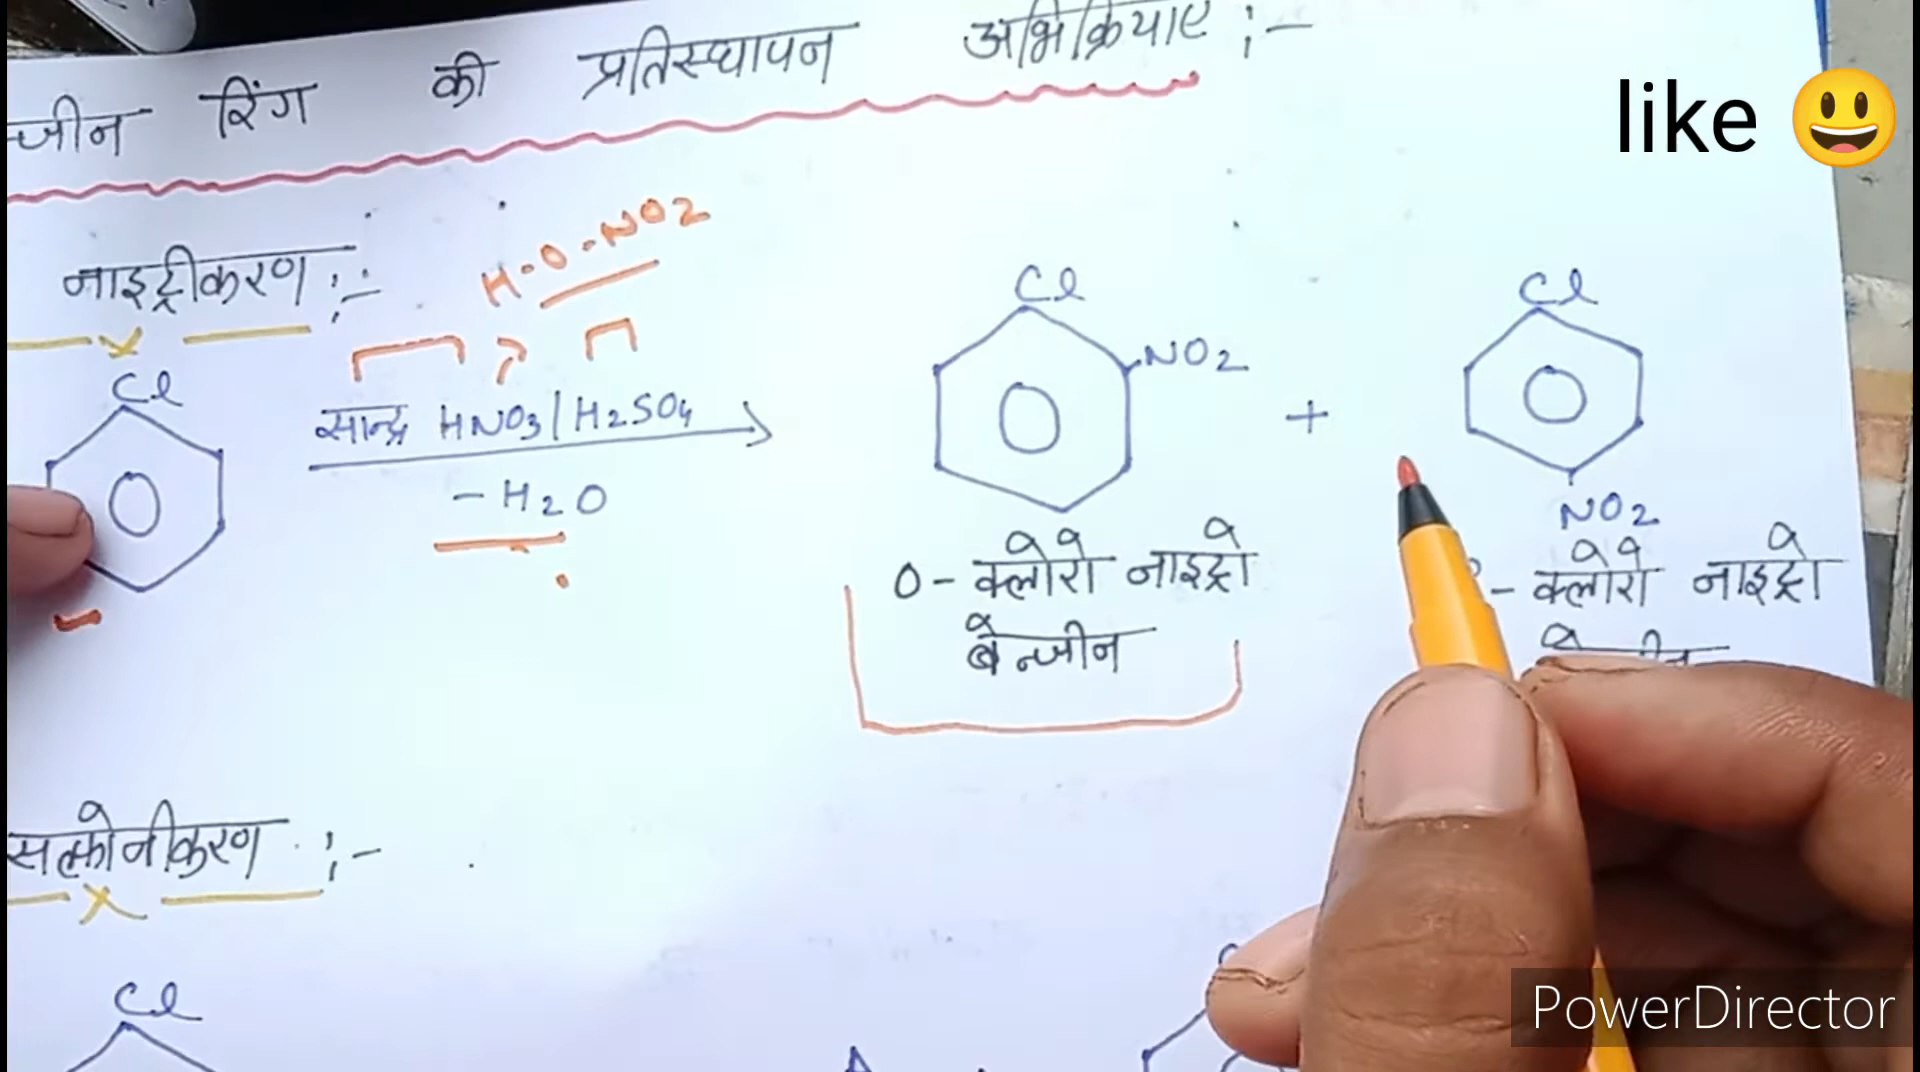 न्जीन रिंग की प्रतिस्थापन अभिक्रियाए :-
like 😃
नाइट्रीकरण :-
H-O-NO2
Cl
सान्द्र HNO3/H2SO4
-H2O
Cl
NO2
+
Cl
NO2
o- क्लोरो नाइट्रो
बेन्जीन
- क्लोरो नाइट्रो
सल्फोनीकरण :-
Cl
PowerDirector